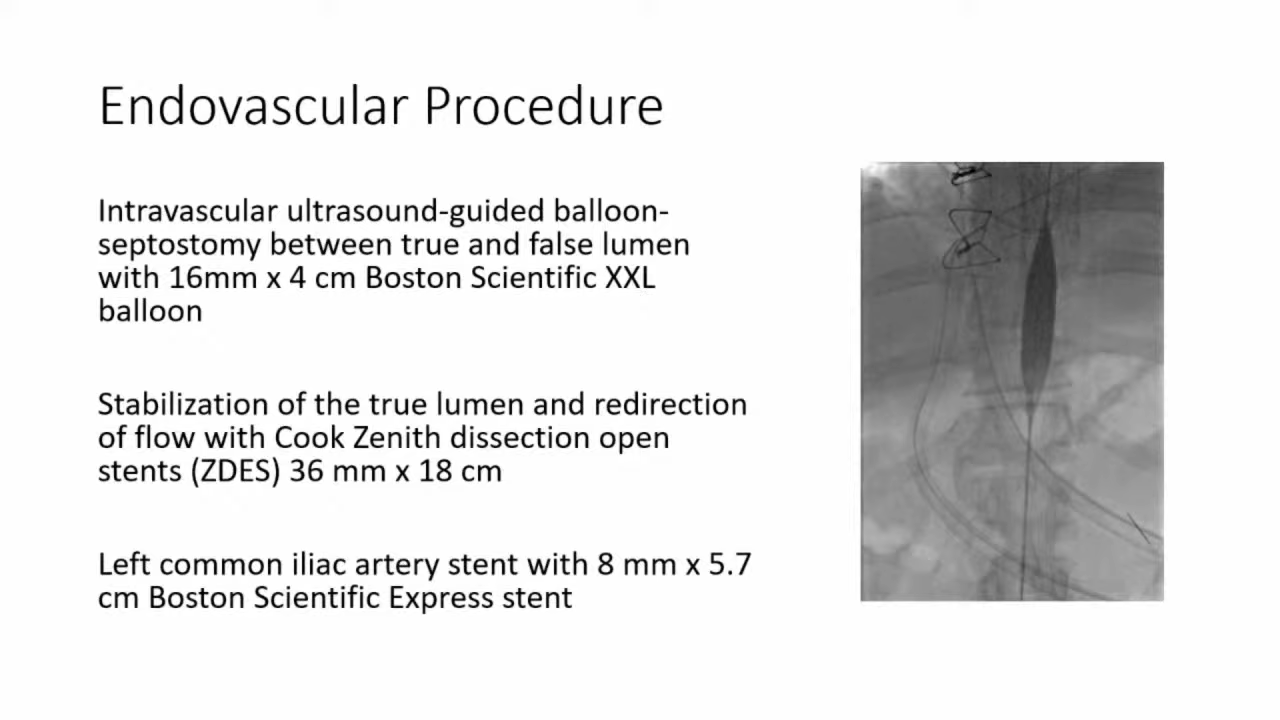 Endovascular Procedure
Intravascular ultrasound-guided balloon-
septostomy between true and false lumen
with 16mm x 4 cm Boston Scientific XXL
balloon
Stabilization of the true lumen and redirection
of flow with Cook Zenith dissection open
stents (ZDES) 36 mm x 18 cm
Left common iliac artery stent with 8 mm x 5.7
cm Boston Scientific Express stent